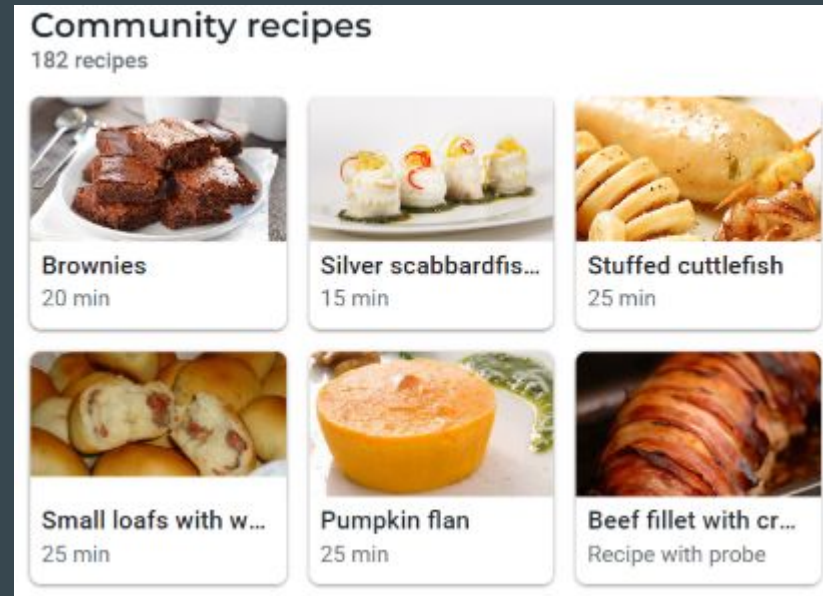 Community recipes
182 recipes
Brownies
20 min
Silver scabbardfis...
15 min
Stuffed cuttlefish
25 min
Small loafs with w...
25 min
Pumpkin flan
25 min
Beef fillet with cr...
Recipe with probe